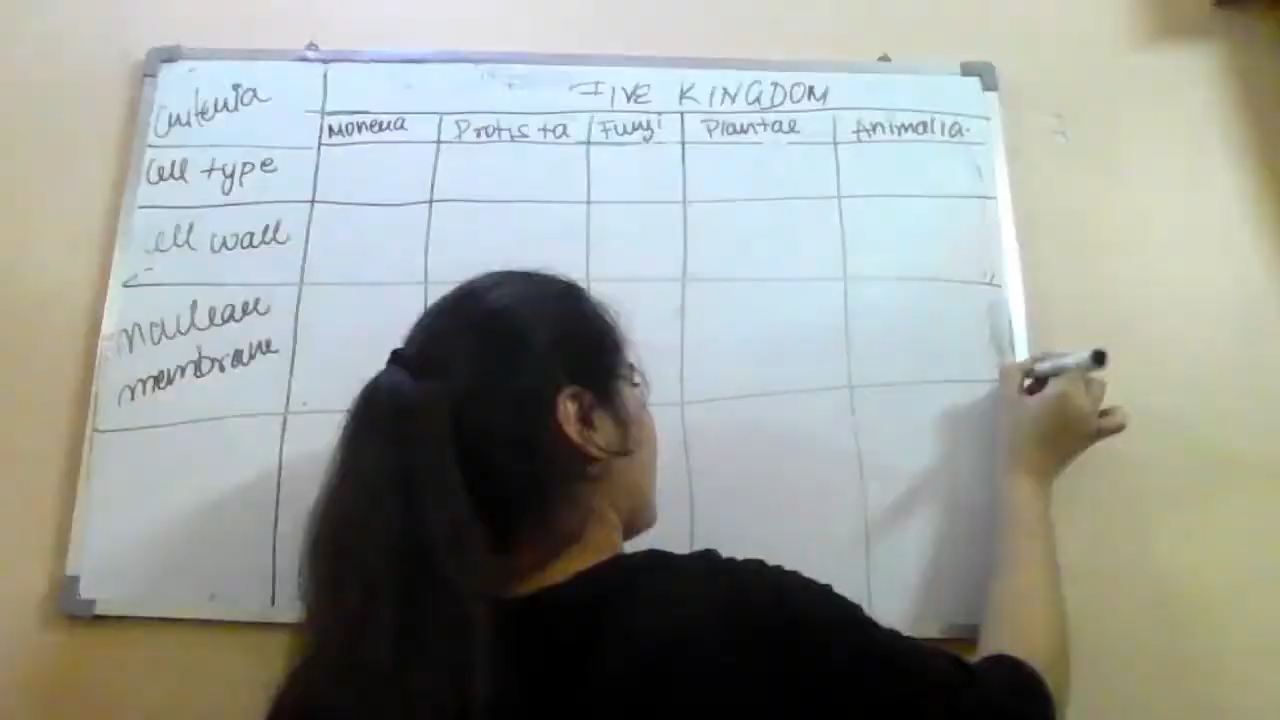 Criteria
FIVE KINGDOM
Monera
Protista
Fungi
Plantae
Animalia.
Cell type
Cell wall
Nuclear
membrane